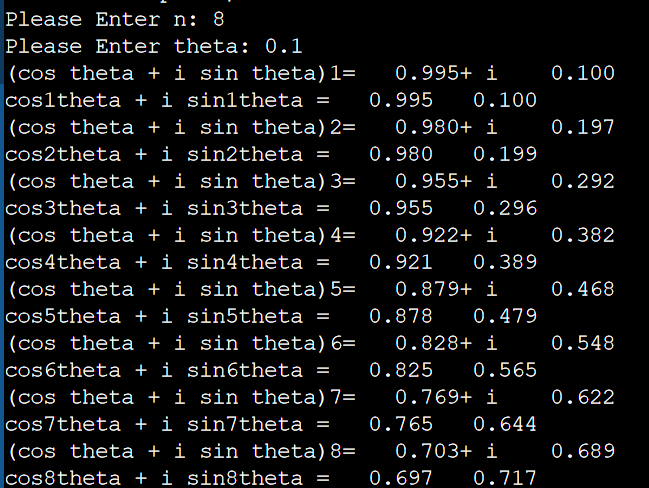 Please Enter n: 8
Please Enter theta: 0.1
(cos theta + i sin theta)1=   0.995+ i    0.100
cos1theta + i sin1theta =   0.995   0.100
(cos theta + i sin theta)2=   0.980+ i    0.197
cos2theta + i sin2theta =   0.980   0.199
(cos theta + i sin theta)3=   0.955+ i    0.292
cos3theta + i sin3theta =   0.955   0.296
(cos theta + i sin theta)4=   0.922+ i    0.382
cos4theta + i sin4theta =   0.921   0.389
(cos theta + i sin theta)5=   0.879+ i    0.468
cos5theta + i sin5theta =   0.878   0.479
(cos theta + i sin theta)6=   0.828+ i    0.548
cos6theta + i sin6theta =   0.825   0.565
(cos theta + i sin theta)7=   0.769+ i    0.622
cos7theta + i sin7theta =   0.765   0.644
(cos theta + i sin theta)8=   0.703+ i    0.689
cos8theta + i sin8theta =   0.697   0.717